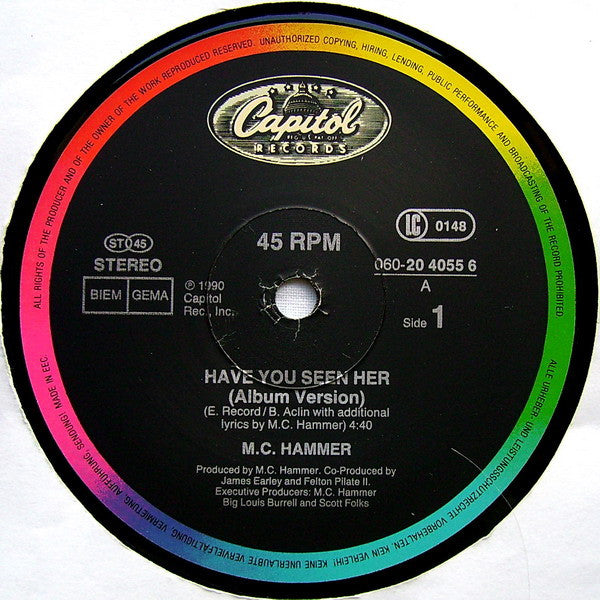 ALL RIGHTS OF THE PRODUCER AND OF THE OWNER OF THE WORK REPRODUCED RESERVED. UNAUTHORIZED COPYING, HIRING, LENDING, PUBLIC PERFORMANCE AND BROADCASTING OF THE RECORD PROHIBITED
Capitol
RECORDS
ST 45
STEREO
45 RPM
LC 0148
060-20 4055 6
A
Side 1
BIEM GEMA
℗ 1990
Capitol
Rec., Inc.
HAVE YOU SEEN HER
(Album Version)
(E. Record/B. Aclin with additional
lyrics by M.C. Hammer) 4:40
M.C. HAMMER
Produced by M.C. Hammer. Co-Produced by
James Earley and Felton Pilate II.
Executive Producers: M.C. Hammer
Big Louis Burrell and Scott Folks
ALLE URHEBER- UND LEISTUNGSSCHUTZRECHTE VORBEHALTEN. KEIN VERLEIH! KEINE UNERLAUBTE VERVIELFÄLTIGUNG, VERMIETUNG, AUFFÜHRUNG, SENDUNG! MADE IN EEC.